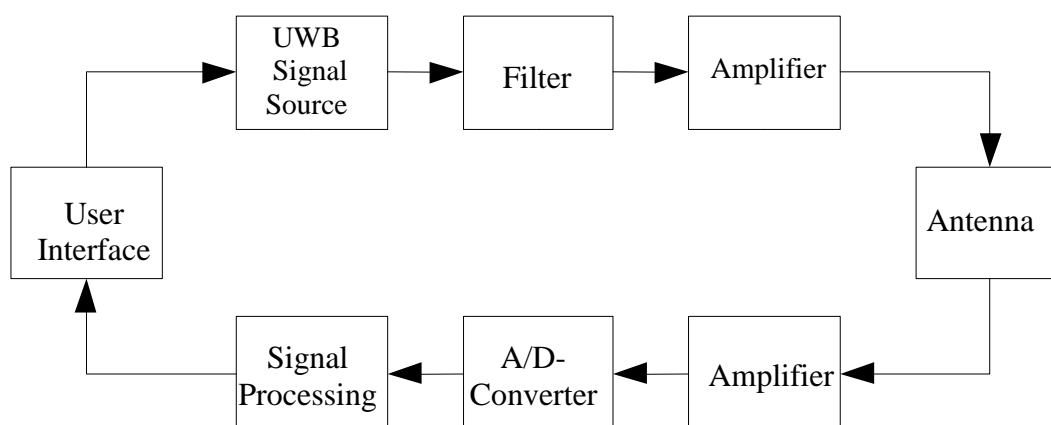 UWB
Signal
Source
Filter
Amplifier
User
Interface
Antenna
Signal
Processing
A/D-
Converter
Amplifier